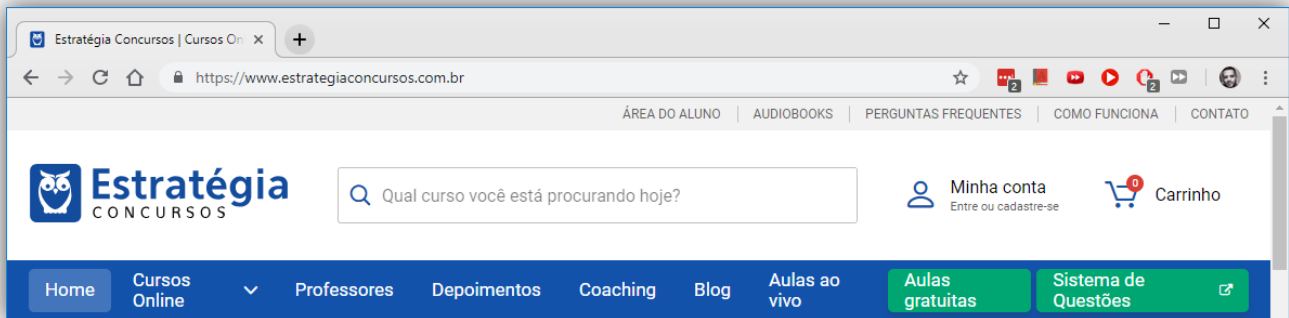 Estratégia Concursos | Cursos On
https://www.estrategiaconcursos.com.br
2
2
ÁREA DO ALUNO | AUDIOBOOKS | PERGUNTAS FREQUENTES | COMO FUNCIONA | CONTATO
Estratégia
CONCURSOS
Qual curso você está procurando hoje?
Minha conta
Entre ou cadastre-se
0
Carrinho
Home
Cursos
Online
Professores
Depoimentos
Coaching
Blog
Aulas ao
vivo
Aulas
gratuitas
Sistema de
Questões